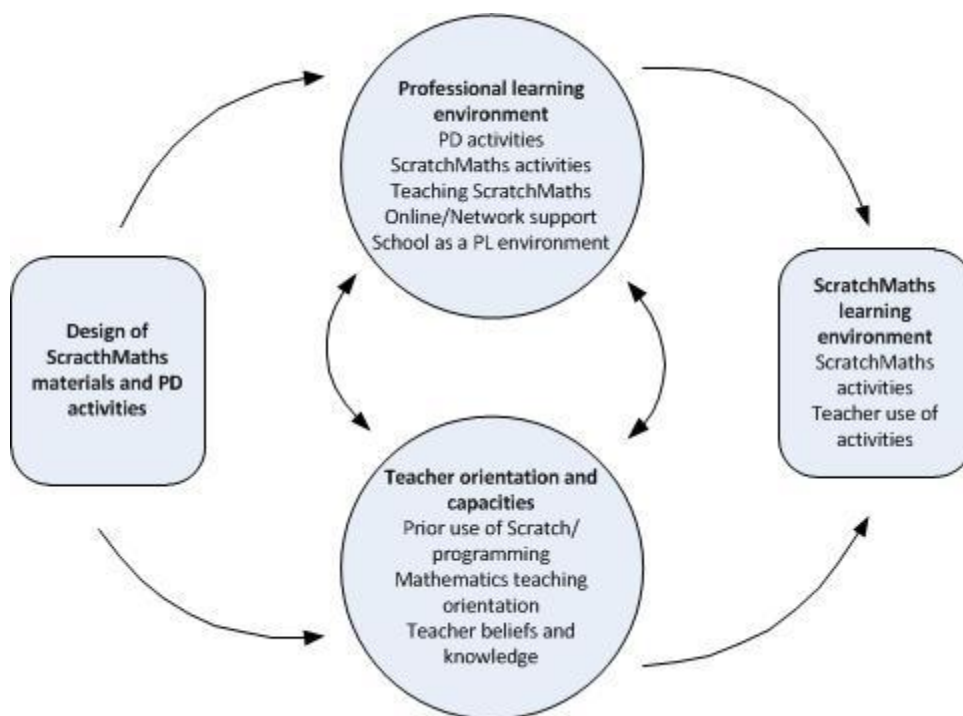 Professional learning
environment
PD activities
ScratchMaths activities
Teaching ScratchMaths
Online/Network support
School as a PL environment
Design of
ScracthMaths
materials and PD
activities
ScratchMaths
learning
environment
ScratchMaths
activities
Teacher use of
activities
Teacher orientation and
capacities
Prior use of Scratch/
programming
Mathematics teaching
orientation
Teacher beliefs and
knowledge